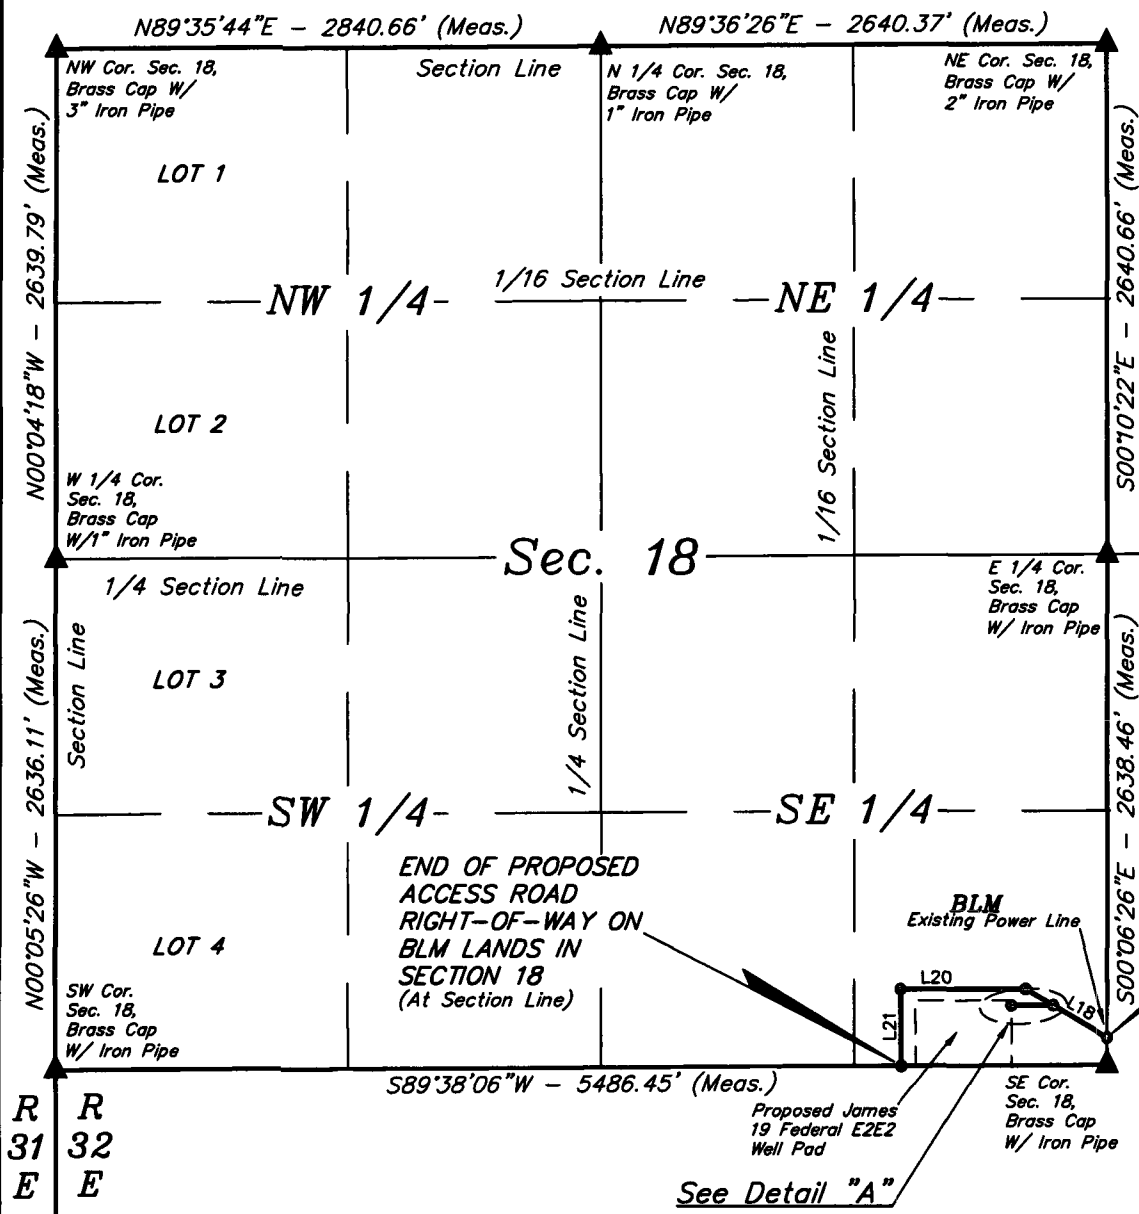 N89°35'44"E - 2840.66' (Meas.)
N89°36'26"E - 2640.37' (Meas.)
NW Cor. Sec. 18,
Brass Cap W/
3" Iron Pipe
Section Line
N 1/4 Cor. Sec. 18,
Brass Cap W/
1" Iron Pipe
NE Cor. Sec. 18,
Brass Cap W/
2" Iron Pipe
N00°04'18"W - 2639.79' (Meas.)
S00°10'22"E - 2640.66' (Meas.)
LOT 1
1/16 Section Line
NW 1/4
NE 1/4
1/16 Section Line
LOT 2
W 1/4 Cor.
Sec. 18,
Brass Cap
W/1" Iron Pipe
Sec. 18
1/4 Section Line
E 1/4 Cor.
Sec. 18,
Brass Cap
W/ Iron Pipe
N00°05'26"W - 2636.11' (Meas.)
Section Line
1/4 Section Line
S00°06'26"E - 2638.46' (Meas.)
LOT 3
SW 1/4
SE 1/4
END OF PROPOSED
ACCESS ROAD
RIGHT-OF-WAY ON
BLM LANDS IN
SECTION 18
(At Section Line)
BLM
Existing Power Line
LOT 4
L20
L18
L21
SW Cor.
Sec. 18,
Brass Cap
W/ Iron Pipe
S89°38'06"W - 5486.45' (Meas.)
SE Cor.
Sec. 18,
Brass Cap
W/ Iron Pipe
Proposed James
19 Federal E2E2
Well Pad
See Detail "A"
R R
31 32
E E